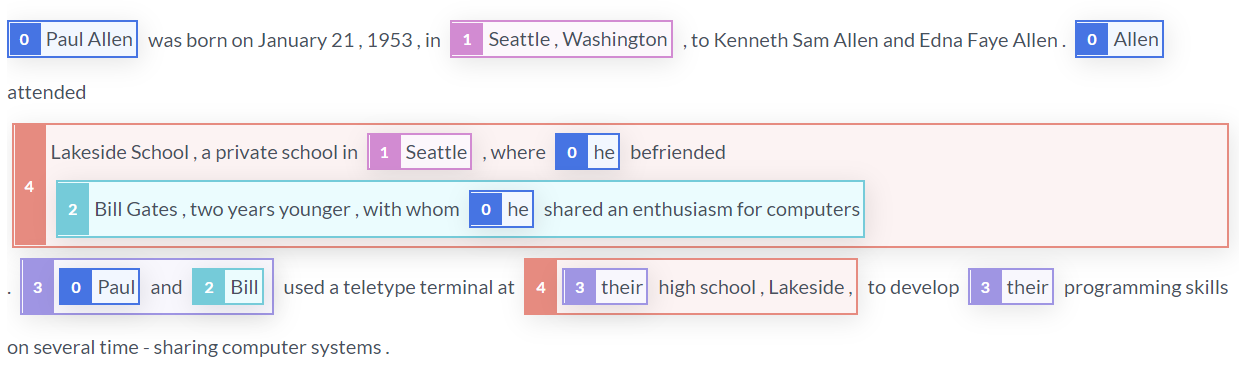 0 Paul Allen was born on January 21 , 1953 , in 1 Seattle , Washington , to Kenneth Sam Allen and Edna Faye Allen . 0 Allen
attended
Lakeside School , a private school in 1 Seattle , where 0 he befriended
4
2 Bill Gates , two years younger , with whom 0 he shared an enthusiasm for computers
. 3 0 Paul and 2 Bill used a teletype terminal at 4 3 their high school , Lakeside , to develop 3 their programming skills
on several time - sharing computer systems .